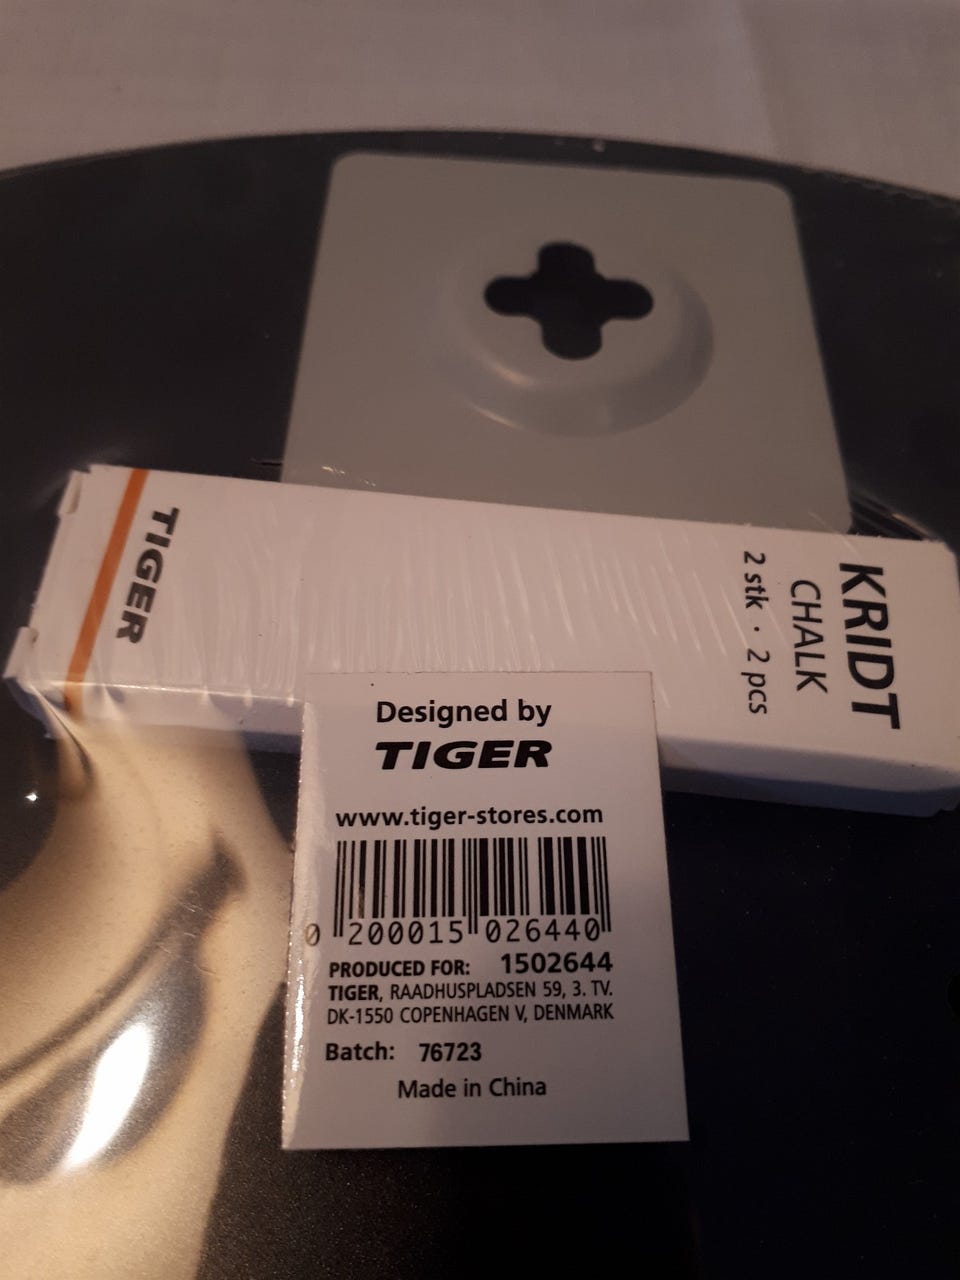 TIGER
KRIDT
CHALK
2 stk · 2 pcs
Designed by
TIGER
www.tiger-stores.com
0 200015 026440
PRODUCED FOR: 1502644
TIGER, RAADHUSPLADSEN 59, 3. TV.
DK-1550 COPENHAGEN V, DENMARK
Batch: 76723
Made in China